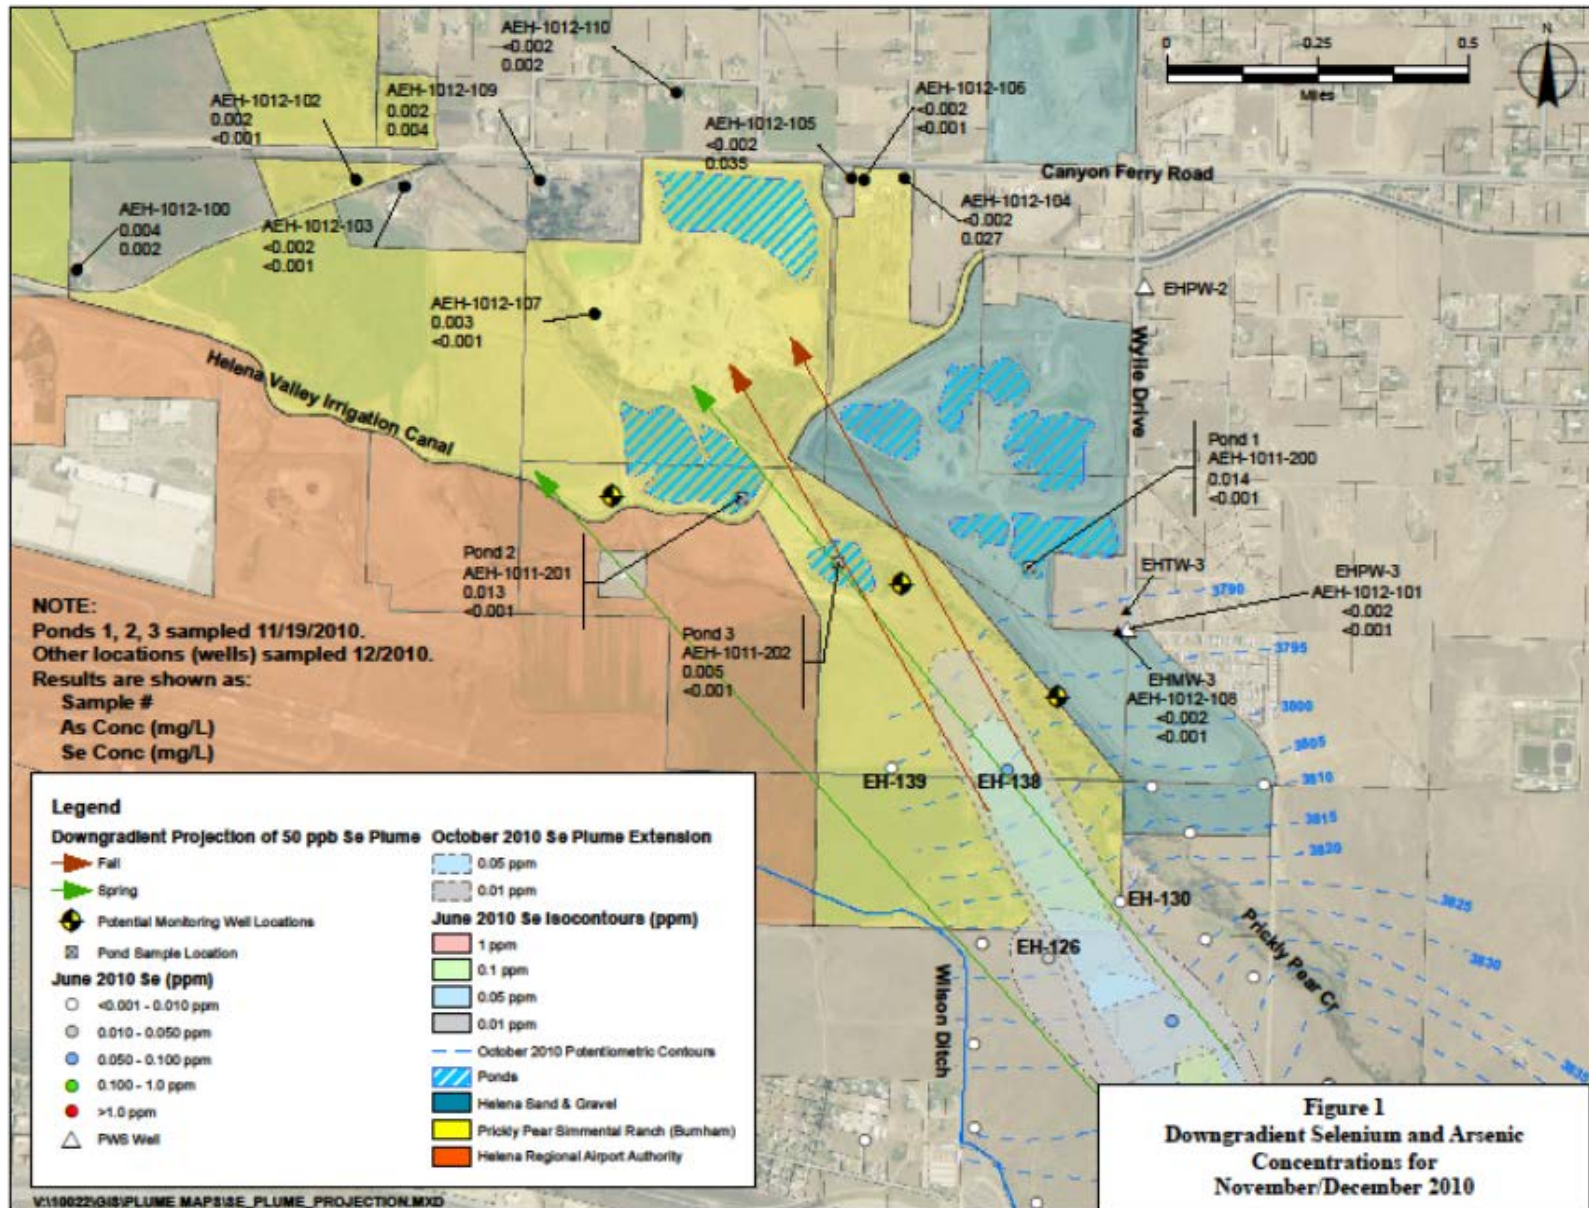 AEH-1012-110
<0.002
0.002
AEH-1012-102
0.002
<0.001
AEH-1012-109
0.002
0.004
AEH-1012-105
<0.002
0.035
AEH-1012-106
<0.002
<0.001
0
0.25
0.5
Miles
N
Canyon Ferry Road
AEH-1012-100
0.004
0.002
AEH-1012-103
<0.002
<0.001
AEH-1012-104
<0.002
0.027
AEH-1012-107
0.003
<0.001
EHPW-2
Wylie Drive
Helena Valley Irrigation Canal
Pond 1
AEH-1011-200
0.014
<0.001
Pond 2
AEH-1011-201
0.013
<0.001
Pond 3
AEH-1011-202
0.005
<0.001
EHTW-3
EHPW-3
AEH-1012-101
<0.002
<0.001
EHMW-3
AEH-1012-108
<0.002
<0.001
3790
3795
3800
3805
3810
3815
3820
3825
3830
3835
NOTE:
Ponds 1, 2, 3 sampled 11/19/2010.
Other locations (wells) sampled 12/2010.
Results are shown as:
Sample #
As Conc (mg/L)
Se Conc (mg/L)
EH-139
EH-138
EH-130
EH-126
Prickly Pear Cr
Wilson Ditch
Legend
Downgradient Projection of 50 ppb Se Plume
Fall
Spring
Potential Monitoring Well Locations
Pond Sample Location
June 2010 Se (ppm)
<0.001 - 0.010 ppm
0.010 - 0.050 ppm
0.050 - 0.100 ppm
0.100 - 1.0 ppm
>1.0 ppm
PWS Well
October 2010 Se Plume Extension
0.05 ppm
0.01 ppm
June 2010 Se Isocontours (ppm)
1 ppm
0.1 ppm
0.05 ppm
0.01 ppm
October 2010 Potentiometric Contours
Ponds
Helena Sand & Gravel
Prickly Pear Simmental Ranch (Burnham)
Helena Regional Airport Authority
Figure 1
Downgradient Selenium and Arsenic
Concentrations for
November/December 2010
V:\10022\GIS\PLUME MAPS\SE_PLUME_PROJECTION.MXD